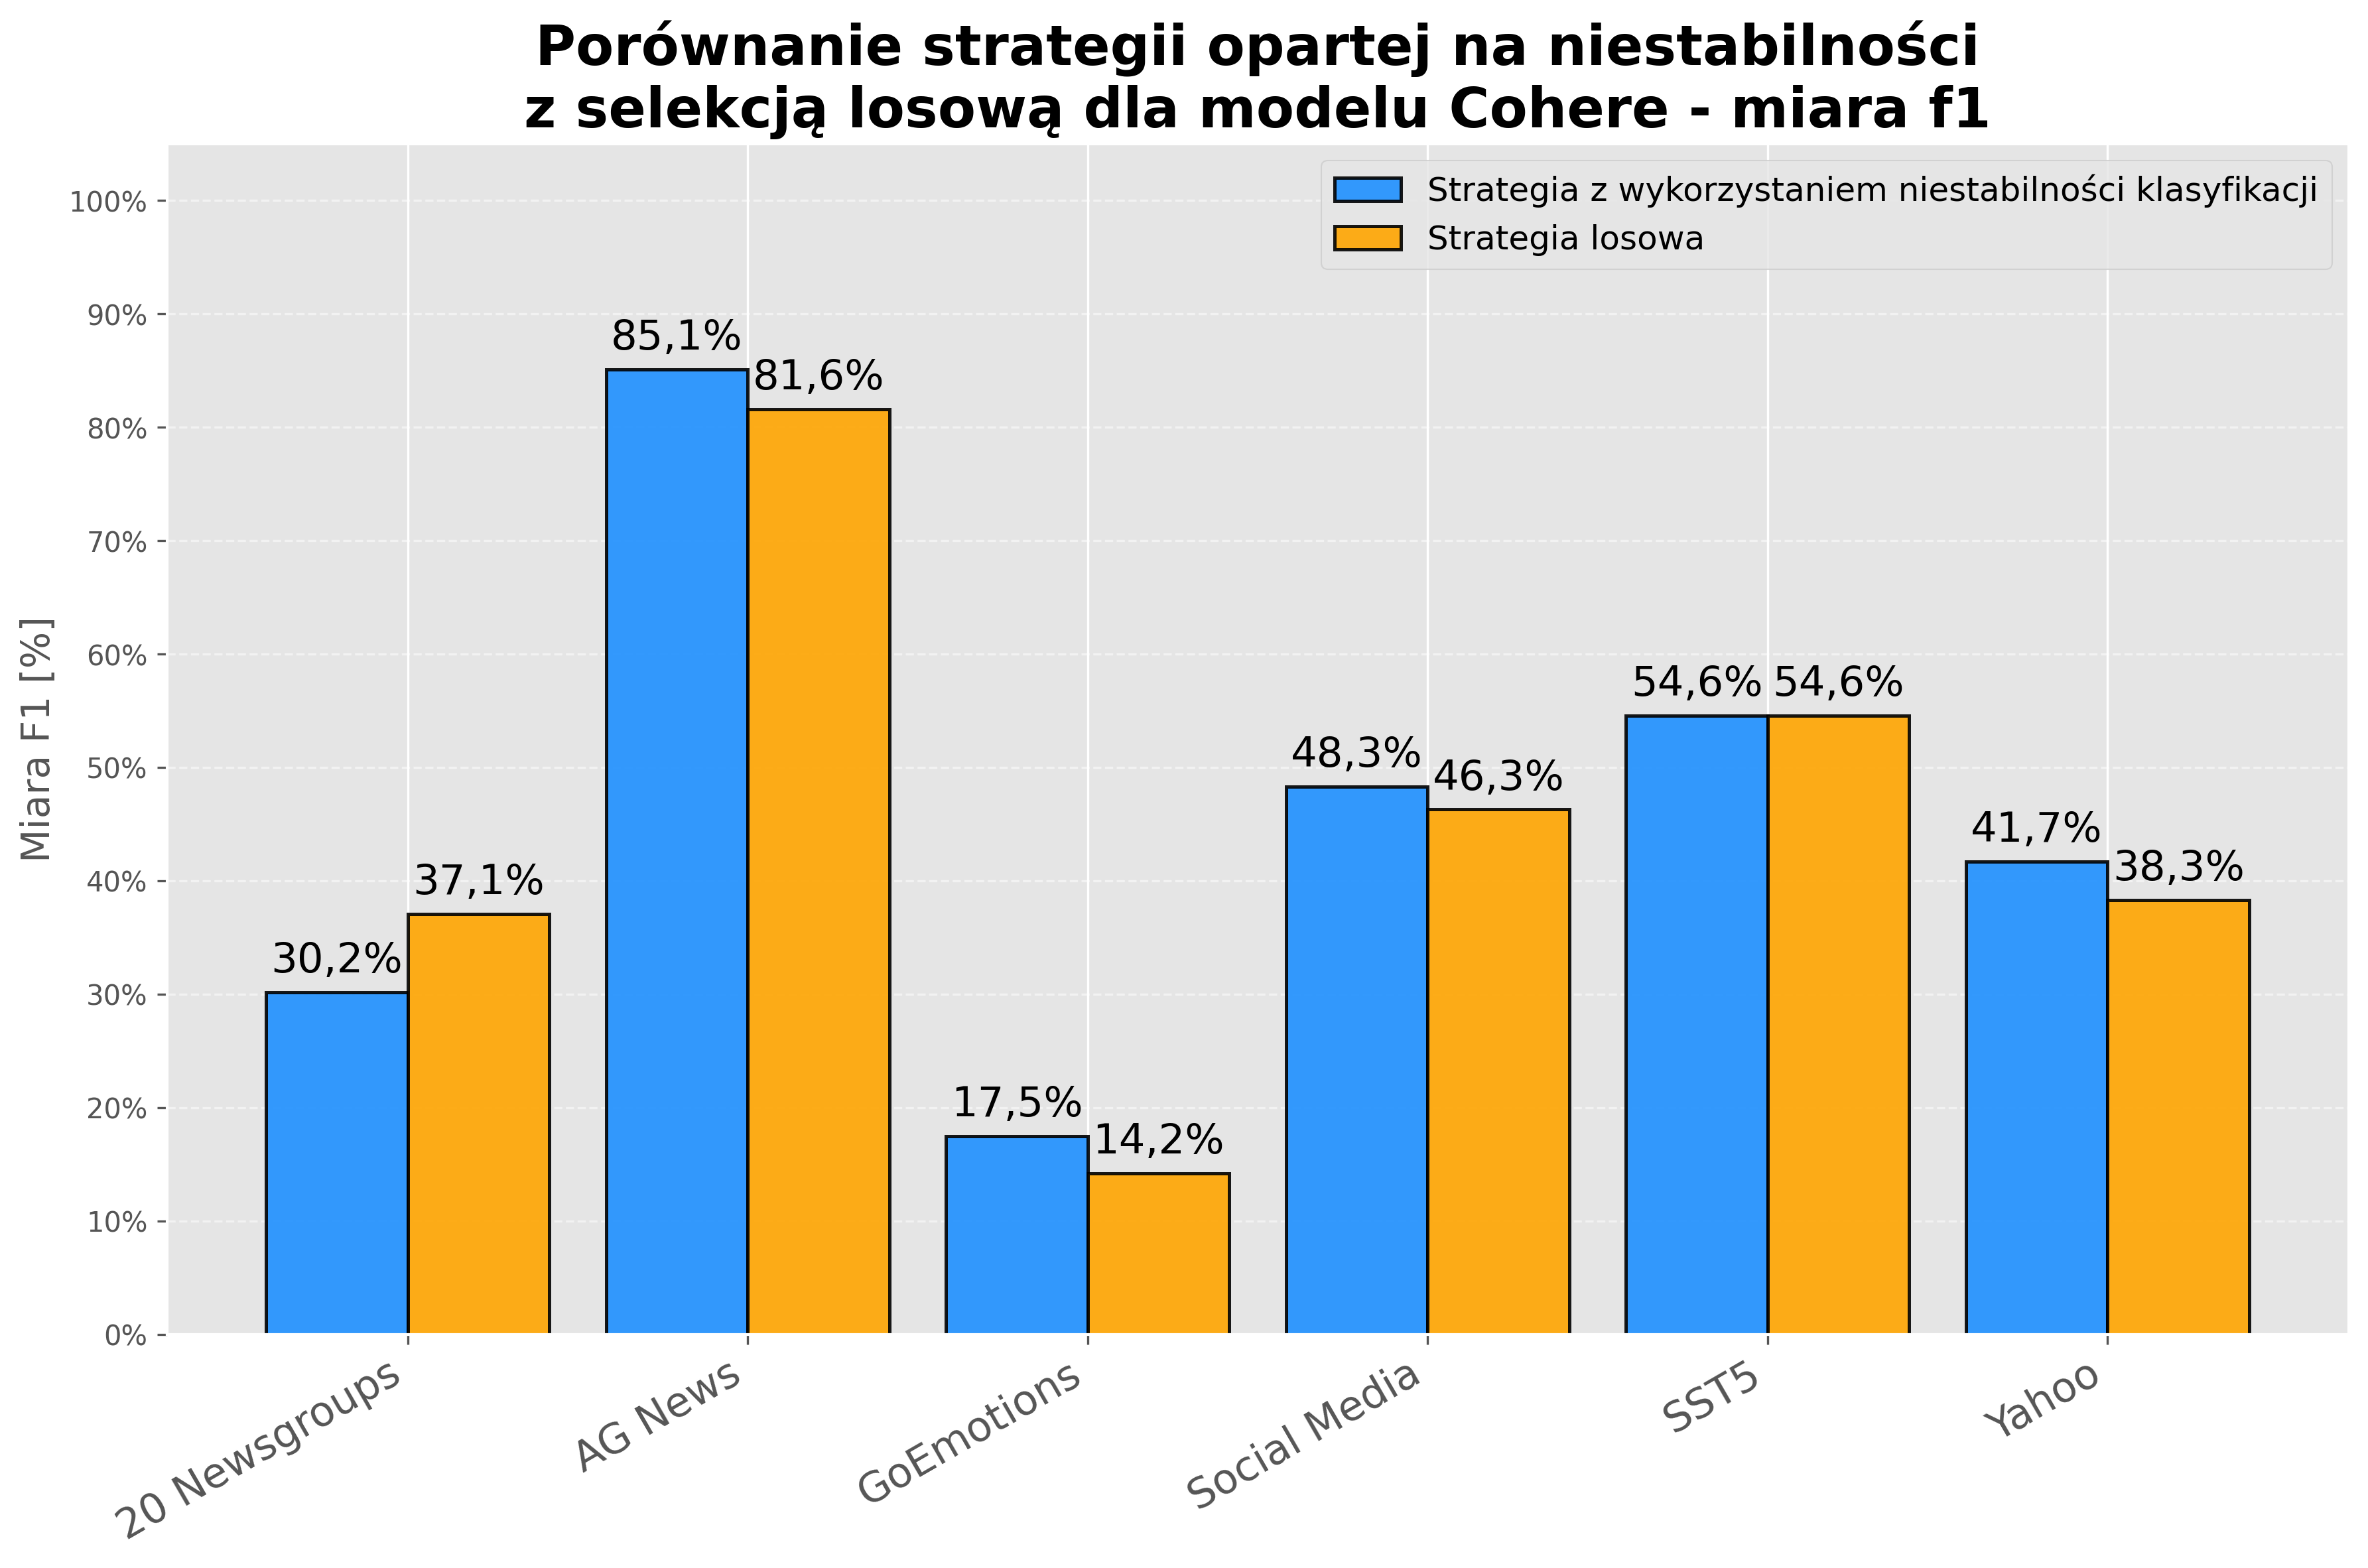 Porównanie strategii opartej na niestabilności
z selekcją losową dla modelu Cohere - miara f1
Strategia z wykorzystaniem niestabilności klasyfikacji
Strategia losowa
Miara F1 [%]
100%
90%
80%
70%
60%
50%
40%
30%
20%
10%
0%
30,2%
37,1%
85,1%
81,6%
17,5%
14,2%
48,3%
46,3%
54,6%
54,6%
41,7%
38,3%
20 Newsgroups
AG News
GoEmotions
Social Media
SST5
Yahoo